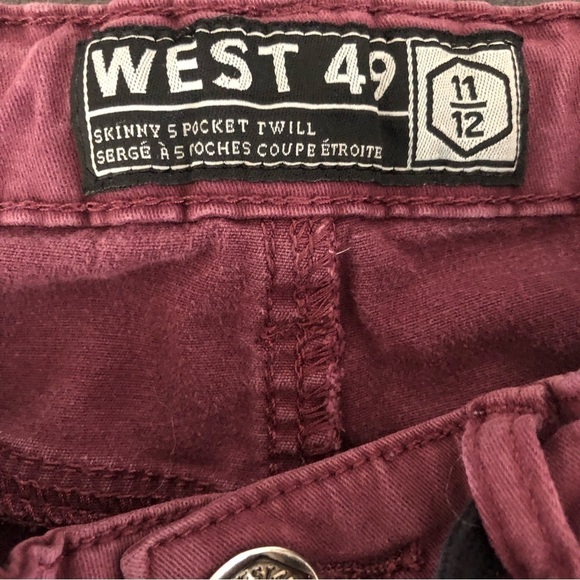 WEST 49
SKINNY 5 POCKET TWILL
SERGÉ À 5 POCHES COUPE ÉTROITE
11
12